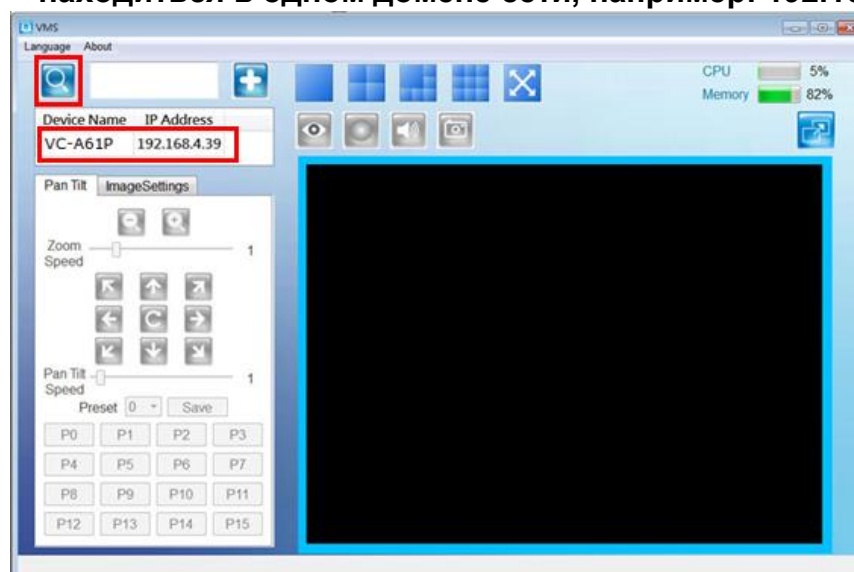 находиться в одном домене сети, например: 192.16
VMS
Language About
CPU 5%
Memory 82%
Device Name IP Address
VC-A61P 192.168.4.39
Pan Tilt ImageSettings
Zoom Speed 1
Pan Tilt Speed 1
Preset 0 Save
P0 P1 P2 P3
P4 P5 P6 P7
P8 P9 P10 P11
P12 P13 P14 P15